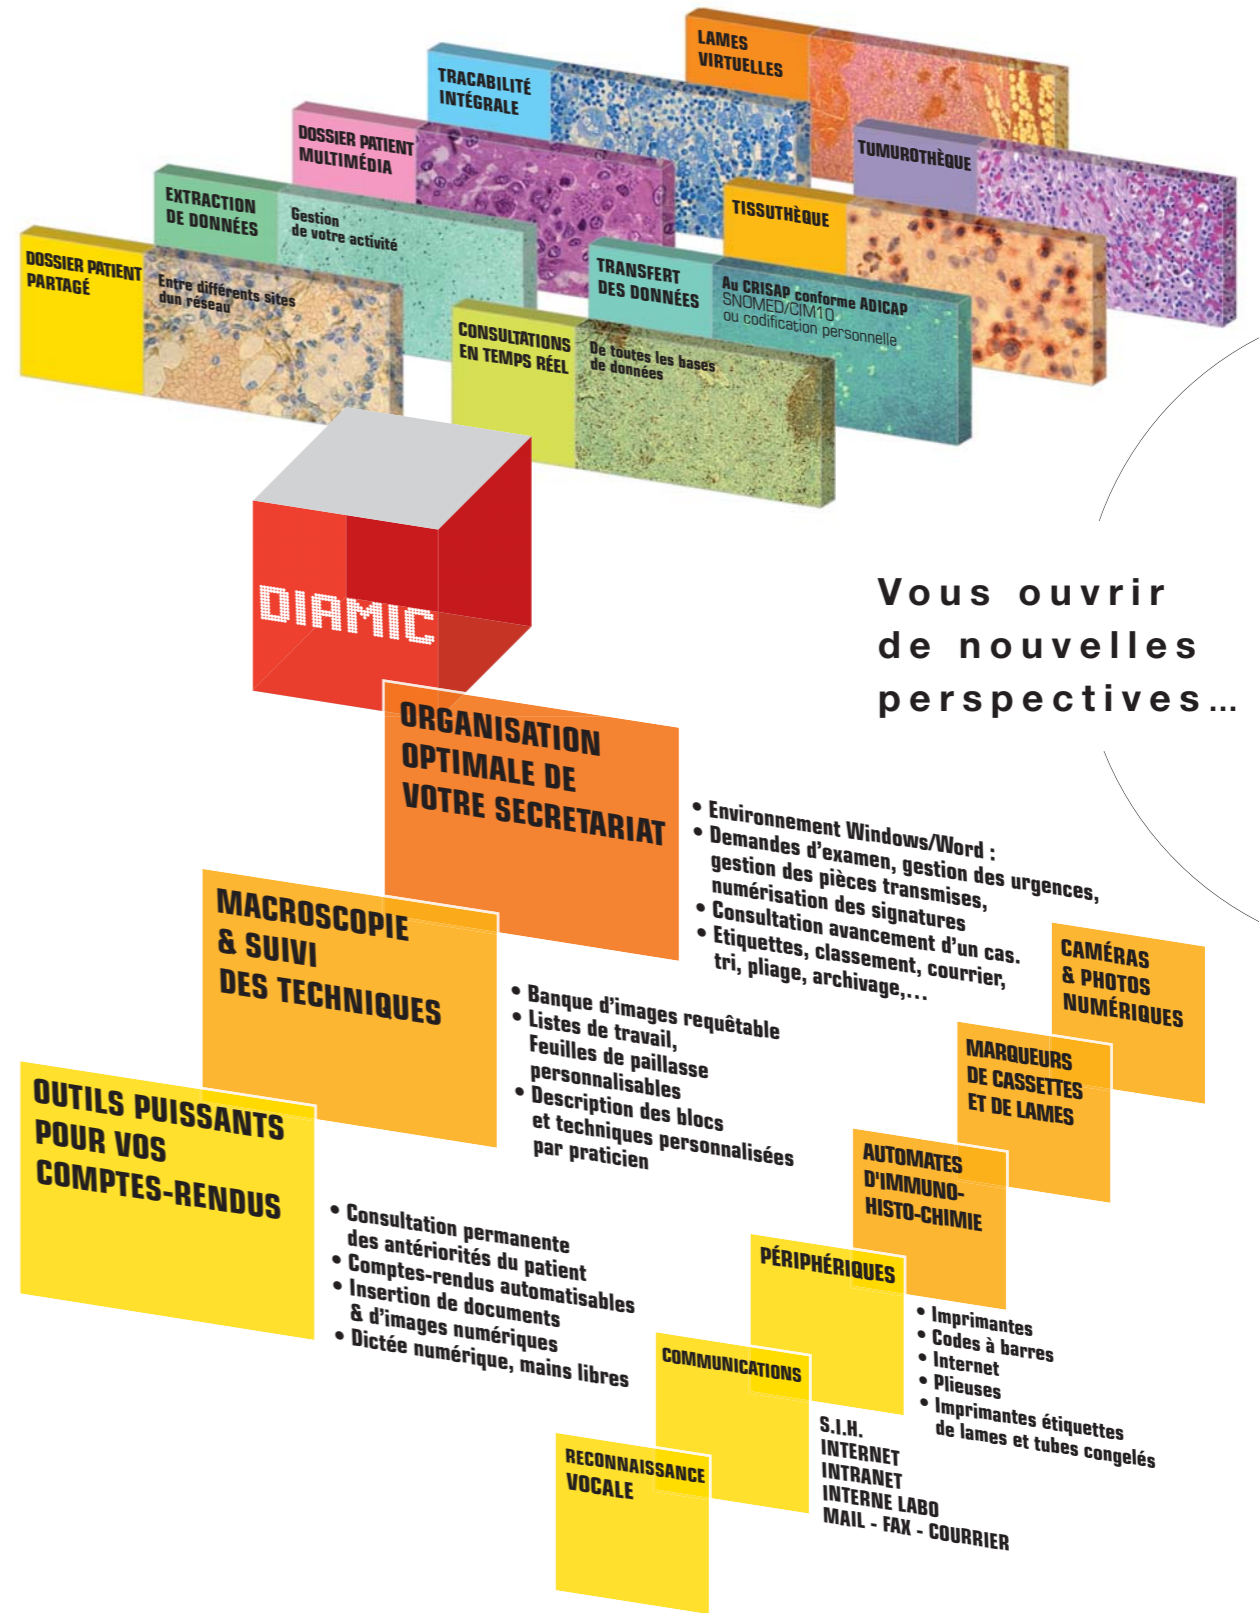 LAMES
VIRTUELLES
TRACABILITÉ
INTÉGRALE
DOSSIER PATIENT
MULTIMÉDIA
TUMUROTHÈQUE
EXTRACTION
DE DONNÉES
Gestion
de votre activité
TISSUTHÈQUE
DOSSIER PATIENT
PARTAGÉ
Entre différents sites
dun réseau
TRANSFERT
DES DONNÉES
Au CRISAP conforme ADICAP
SNOMED/CIM10
ou codification personnelle
CONSULTATIONS
EN TEMPS RÉEL
De toutes les bases
de données
DIAMIC
Vous ouvrir
de nouvelles
perspectives...
ORGANISATION
OPTIMALE DE
VOTRE SECRETARIAT
• Environnement Windows/Word :
• Demandes d'examen, gestion des urgences,
gestion des pièces transmises,
numérisation des signatures
• Consultation avancement d'un cas.
• Etiquettes, classement, courrier,
tri, pliage, archivage,...
MACROSCOPIE
& SUIVI
DES TECHNIQUES
• Banque d'images requêtable
• Listes de travail,
Feuilles de paillasse
personnalisables
• Description des blocs
et techniques personnalisées
par praticien
OUTILS PUISSANTS
POUR VOS
COMPTES-RENDUS
• Consultation permanente
des antériorités du patient
• Comptes-rendus automatisables
• Insertion de documents
& d'images numériques
• Dictée numérique, mains libres
CAMÉRAS
& PHOTOS
NUMÉRIQUES
MARQUEURS
DE CASSETTES
ET DE LAMES
AUTOMATES
D'IMMUNO-
HISTO-CHIMIE
PÉRIPHÉRIQUES
• Imprimantes
• Codes à barres
• Internet
• Plieuses
• Imprimantes étiquettes
de lames et tubes congelés
COMMUNICATIONS
S.I.H.
INTERNET
INTRANET
INTERNE LABO
MAIL - FAX - COURRIER
RECONNAISSANCE
VOCALE